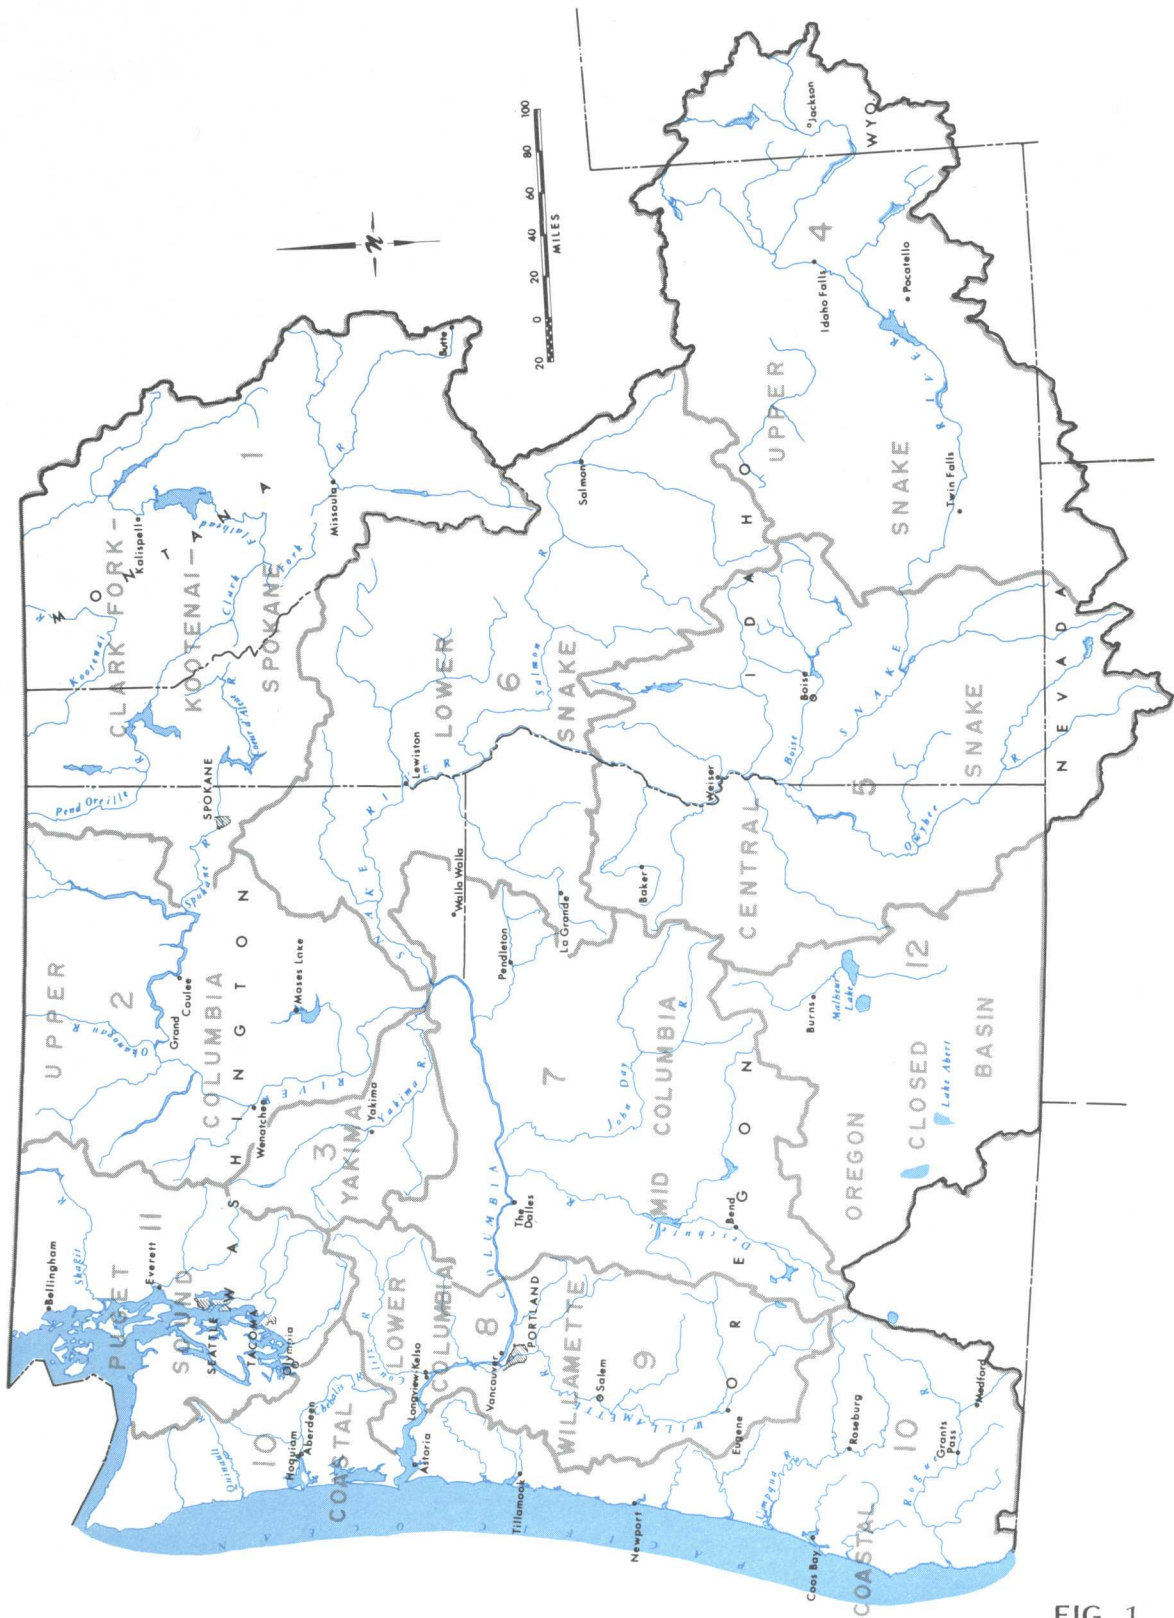 UPPER
2
COLUMBIA
CLARK FORK-
KOOTENAI-
SPOKANE
1
PUGET
SOUND
11
3
YAKIMA
10
COASTAL
LOWER
COLUMBIA
8
LOWER
6
SNAKE
7
MID COLUMBIA
WILLAMETTE
9
CENTRAL
5
SNAKE
UPPER
4
SNAKE
OREGON
12
CLOSED
BASIN
COASTAL
10
WASHINGTON
OREGON
IDAHO
MONTANA
NEVADA
WYO.
PACIFIC OCEAN
Bellingham
Skagit R
Everett
SEATTLE
TACOMA
Olympia
Quinault R
Hoquiam
Aberdeen
Chehalis R
Cowlitz R
Longview-Kelso
Astoria
Vancouver
PORTLAND
Tillamook
Salem
Newport
WILLAMETTE R
Eugene
Umpqua R
Roseburg
Coos Bay
Rogue R
Grants
Pass
Medford
Okanogan R
Grand
Coulee
Spokane R
SPOKANE
Pend Oreille R
Coeur d'Alene R.
Kootenai R
Clark Fork
Flathead
Kalispell
Missoula
R
Butte
Moses Lake
Wenatchee
RIVER
Yakima
Yakima R.
COLUMBIA
The
Dalles
Walla Walla
Pendleton
La Grande
John Day R
Deschutes R
Bend
Burns
Malheur
Lake
Lake Abert
SNAKE RIVER
Lewiston
Salmon R
Salmon
Baker
Weiser
Boise
Boise
SNAKE RIVER
Owyhee R
Twin Falls
Pocatello
Idaho Falls
Jackson
N
20 0 20 40 60 80 100
MILES
FIG. 1